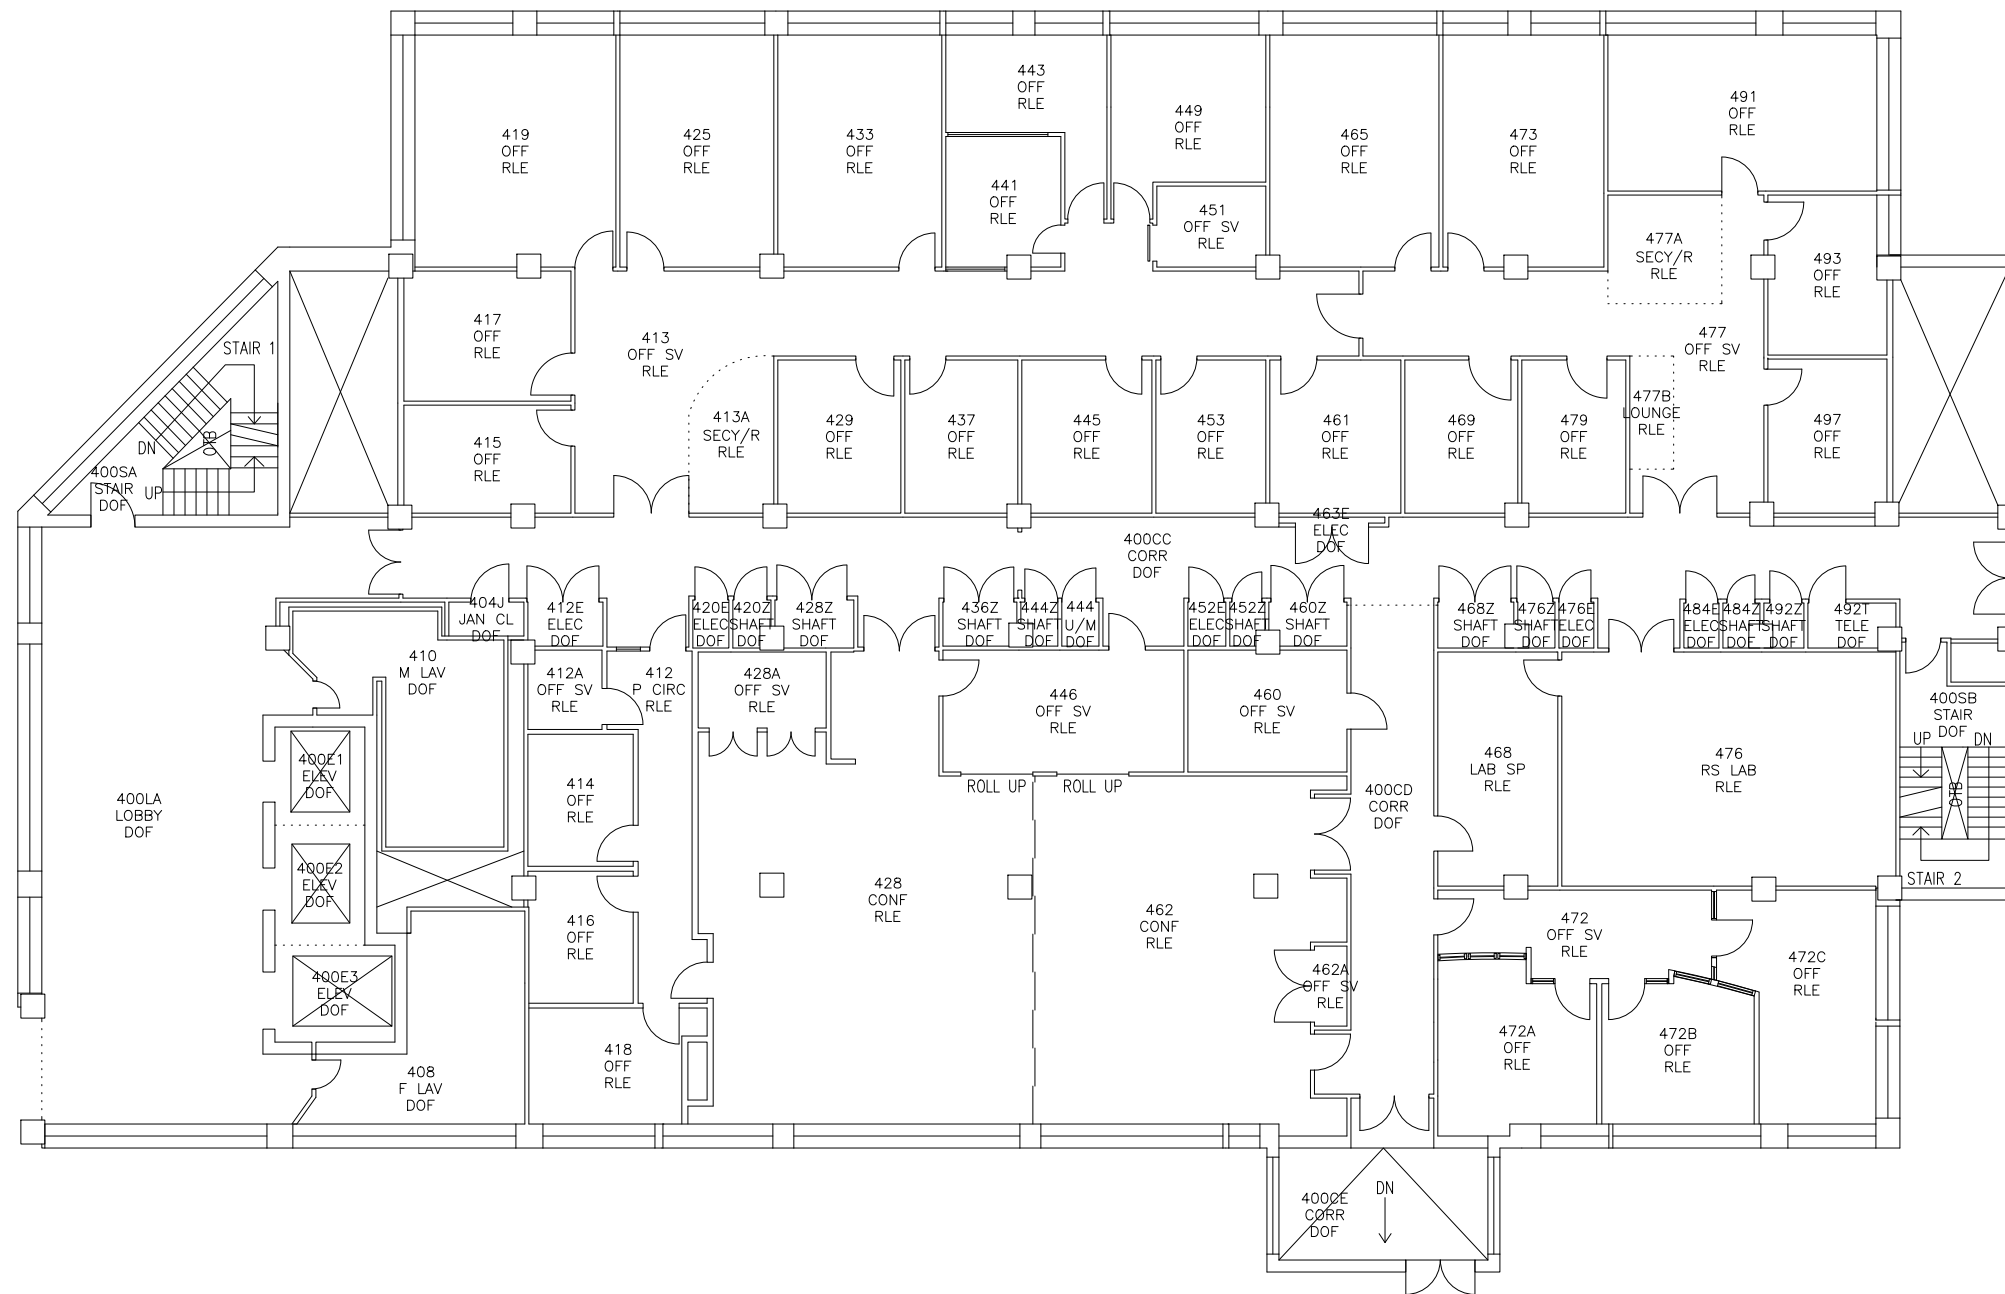 419
OFF
RLE
425
OFF
RLE
433
OFF
RLE
443
OFF
RLE
441
OFF
RLE
449
OFF
RLE
451
OFF SV
RLE
465
OFF
RLE
473
OFF
RLE
491
OFF
RLE
477A
SECY/R
RLE
493
OFF
RLE
STAIR 1
DN
OTB
UP
400SA
STAIR
DOF
417
OFF
RLE
413
OFF SV
RLE
415
OFF
RLE
413A
SECY/R
RLE
429
OFF
RLE
437
OFF
RLE
445
OFF
RLE
453
OFF
RLE
461
OFF
RLE
469
OFF
RLE
479
OFF
RLE
477B
LOUNGE
RLE
477
OFF SV
RLE
497
OFF
RLE
463E
ELEC
DOF
400CC
CORR
DOF
404J
JAN CL
DOF
412E
ELEC
DOF
420E
ELEC
DOF
420Z
SHAFT
DOF
428Z
SHAFT
DOF
436Z
SHAFT
DOF
444Z
SHAFT
DOF
444
U/M
DOF
452E
ELEC
DOF
452Z
SHAFT
DOF
460Z
SHAFT
DOF
468Z
SHAFT
DOF
476Z
SHAFT
DOF
476E
ELEC
DOF
484E
ELEC
DOF
484Z
SHAFT
DOF
492Z
SHAFT
DOF
492T
TELE
DOF
410
M LAV
DOF
412A
OFF SV
RLE
412
P CIRC
RLE
428A
OFF SV
RLE
446
OFF SV
RLE
460
OFF SV
RLE
468
LAB SP
RLE
476
RS LAB
RLE
400SB
STAIR
DOF
UP
DN
OTB
STAIR 2
400LA
LOBBY
DOF
400E1
ELEV
DOF
400E2
ELEV
DOF
400E3
ELEV
DOF
414
OFF
RLE
ROLL UP
ROLL UP
400CD
CORR
DOF
416
OFF
RLE
428
CONF
RLE
462
CONF
RLE
462A
OFF SV
RLE
472
OFF SV
RLE
472C
OFF
RLE
408
F LAV
DOF
418
OFF
RLE
472A
OFF
RLE
472B
OFF
RLE
400CE
CORR
DOF
DN